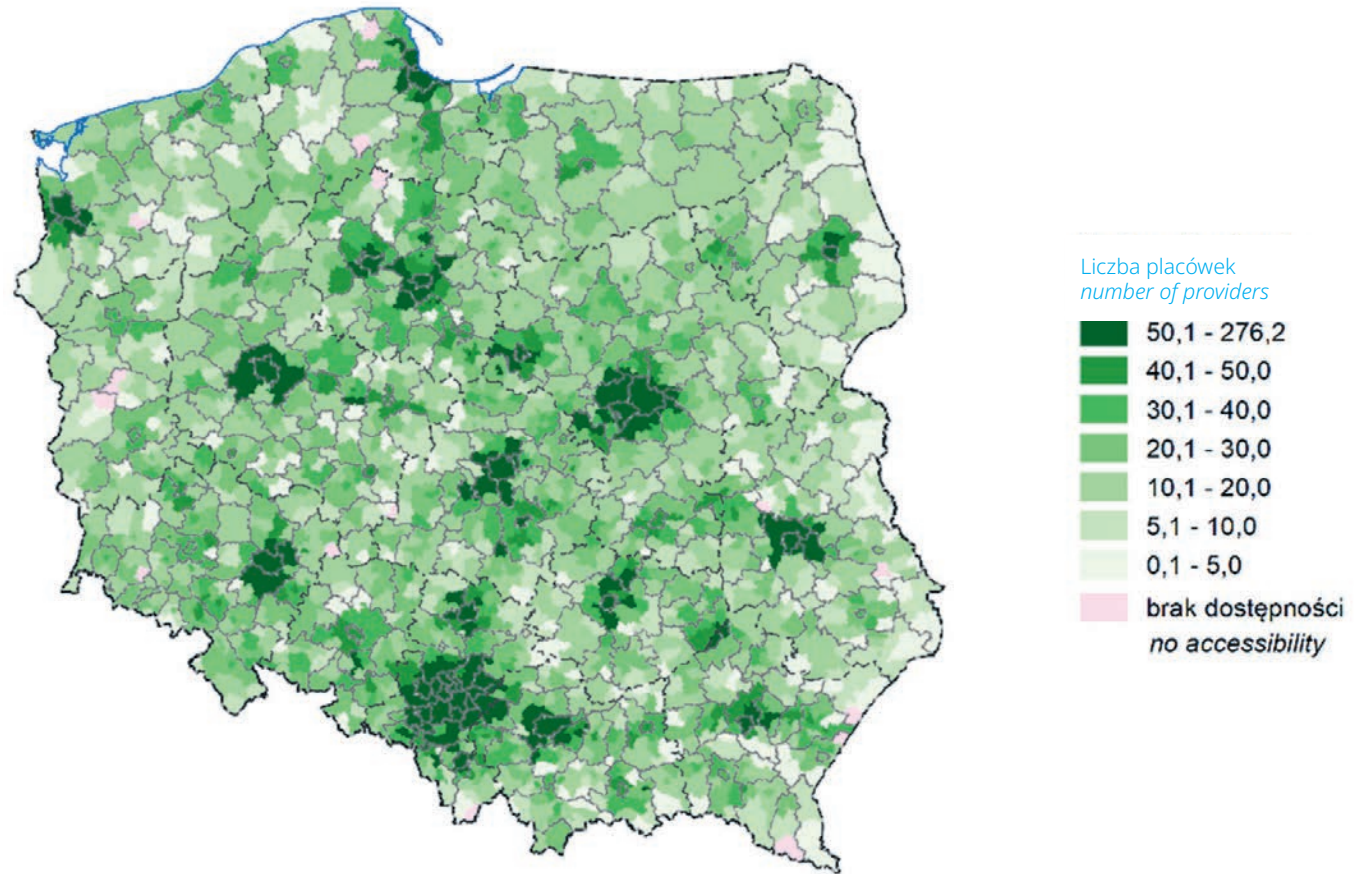 Liczba placówek
number of providers
50,1 - 276,2
40,1 - 50,0
30,1 - 40,0
20,1 - 30,0
10,1 - 20,0
5,1 - 10,0
0,1 - 5,0
brak dostępności
no accessibility